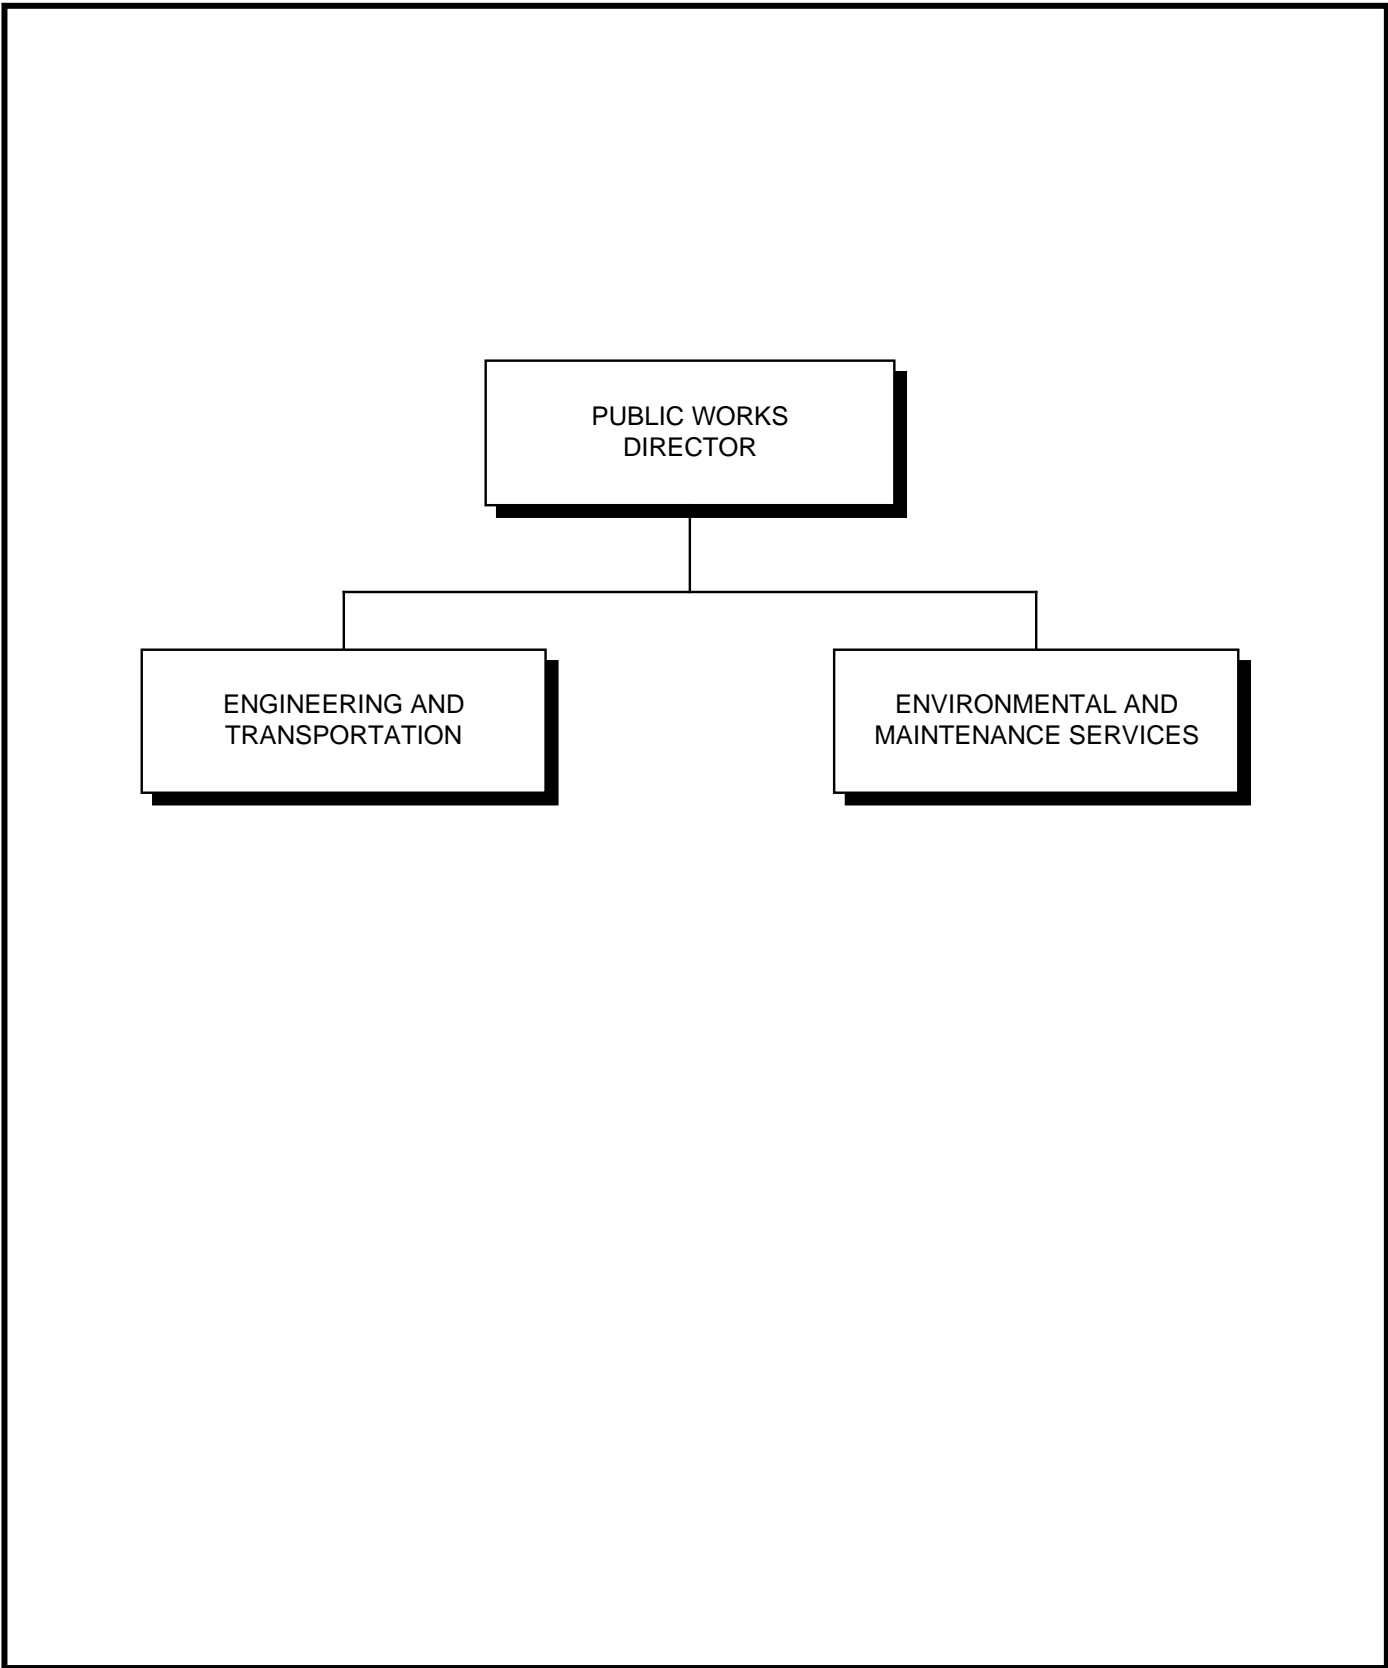 PUBLIC WORKS
DIRECTOR
ENGINEERING AND
TRANSPORTATION
ENVIRONMENTAL AND
MAINTENANCE SERVICES